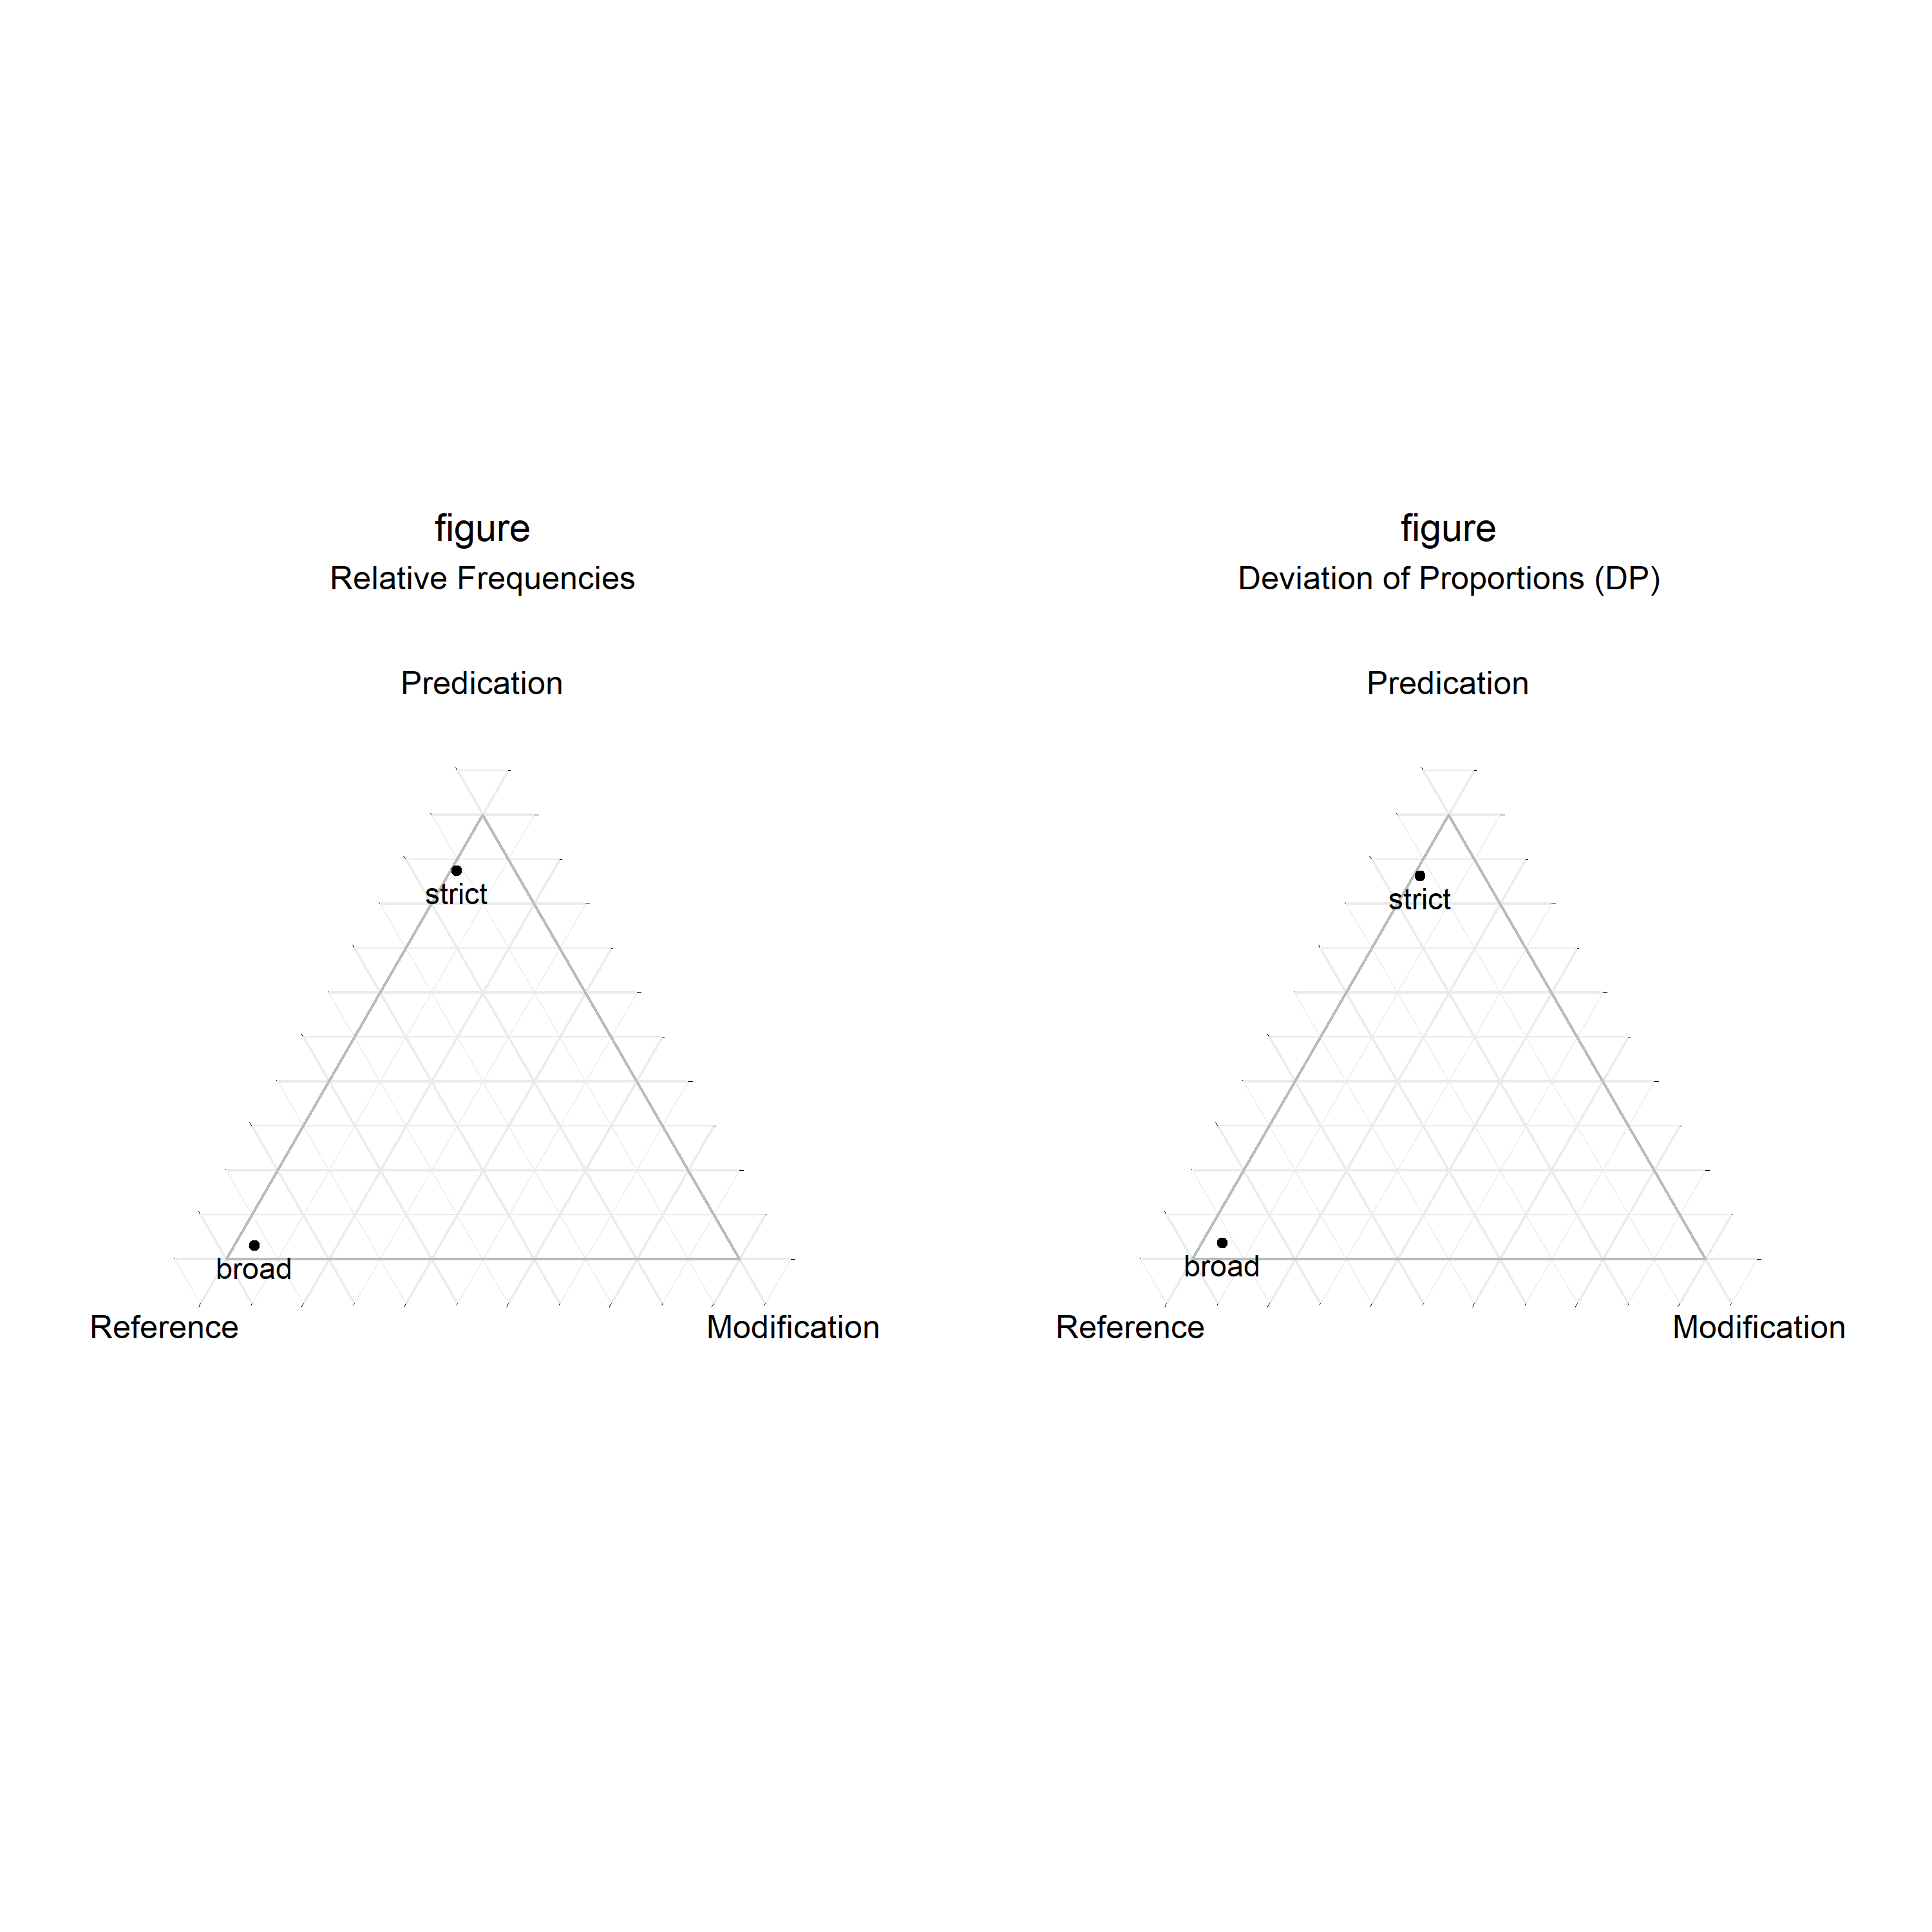 figure
Relative Frequencies
Predication
strict
broad
Reference
Modification
figure
Deviation of Proportions (DP)
Predication
strict
broad
Reference
Modification